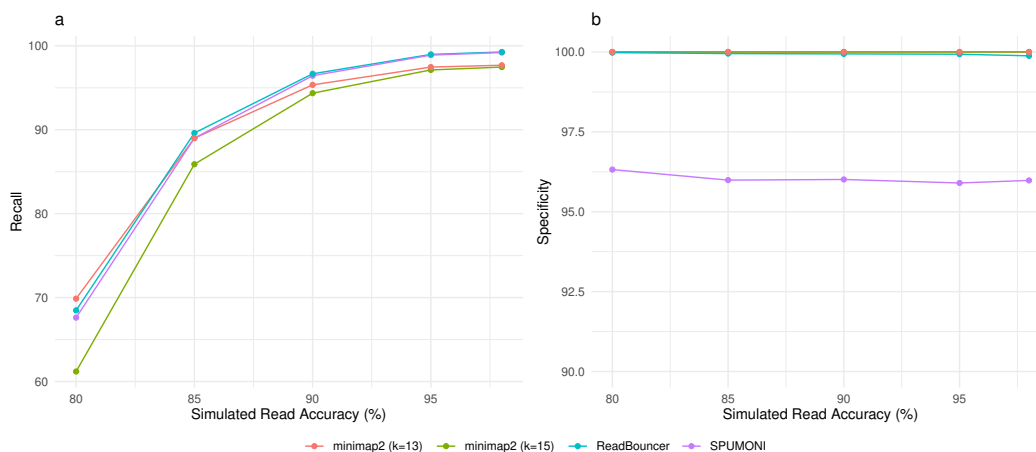 a
100
90
80
70
60
Recall
80
85
90
95
Simulated Read Accuracy (%)
b
100.0
97.5
95.0
92.5
90.0
Specificity
80
85
90
95
Simulated Read Accuracy (%)
minimap2 (k=13)
minimap2 (k=15)
ReadBouncer
SPUMONI